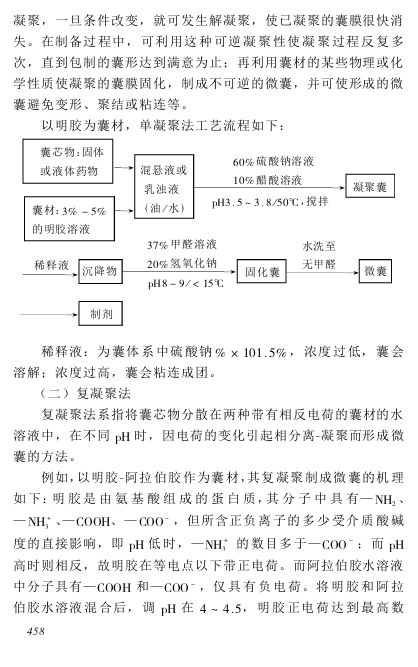 凝聚，一旦条件改变，就可发生解凝聚，使已凝聚的囊膜很快消
失。在制备过程中，可利用这种可逆凝聚性使凝聚过程反复多
次，直到包制的囊形达到满意为止；再利用囊材的某些物理或化
学性质使凝聚的囊膜固化，制成不可逆的微囊，并可使形成的微
囊避免变形、聚结或粘连等。
以明胶为囊材，单凝聚法工艺流程如下：
囊芯物：固体
或液体药物
囊材：3% ~ 5%
的明胶溶液
混悬液或
乳浊液
（油/水）
60% 硫酸钠溶液
10% 醋酸溶液
pH3.5 ~ 3.8/50℃，搅拌
凝聚囊
稀释液
沉降物
37% 甲醛溶液
20% 氢氧化钠
pH8 ~ 9/< 15℃
固化囊
水洗至
无甲醛
微囊
制剂
稀释液：为囊体系中硫酸钠 % × 101.5%，浓度过低，囊会
溶解；浓度过高，囊会粘连成团。
（二）复凝聚法
复凝聚法系指将囊芯物分散在两种带有相反电荷的囊材的水
溶液中，在不同 pH 时，因电荷的变化引起相分离-凝聚而形成微
囊的方法。
例如，以明胶-阿拉伯胶作为囊材，其复凝聚制成微囊的机理
如下：明胶是由氨基酸组成的蛋白质，其分子中具有—NH₂、
—NH₃⁺、—COOH、—COO⁻，但所含正负离子的多少受介质酸碱
度的直接影响，即 pH 低时，—NH₃⁺ 的数目多于—COO⁻；而 pH
高时则相反，故明胶在等电点以下带正电荷。而阿拉伯胶水溶液
中分子具有—COOH 和—COO⁻，仅具有负电荷。将明胶和阿拉
伯胶水溶液混合后，调 pH 在 4 ~ 4.5，明胶正电荷达到最高数
458